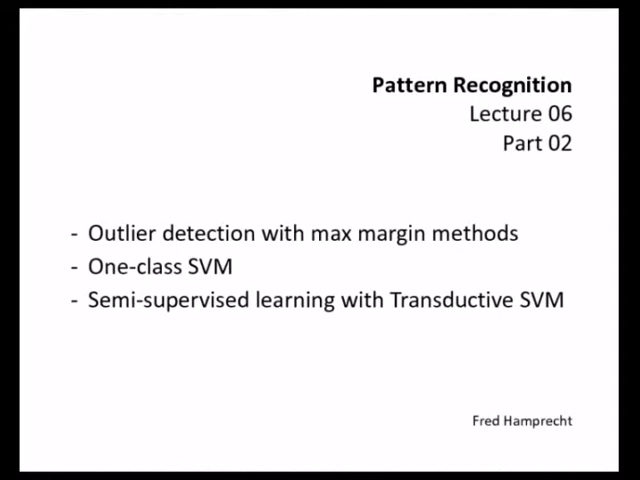 Pattern Recognition
Lecture 06
Part 02
- Outlier detection with max margin methods
- One-class SVM
- Semi-supervised learning with Transductive SVM
Fred Hamprecht